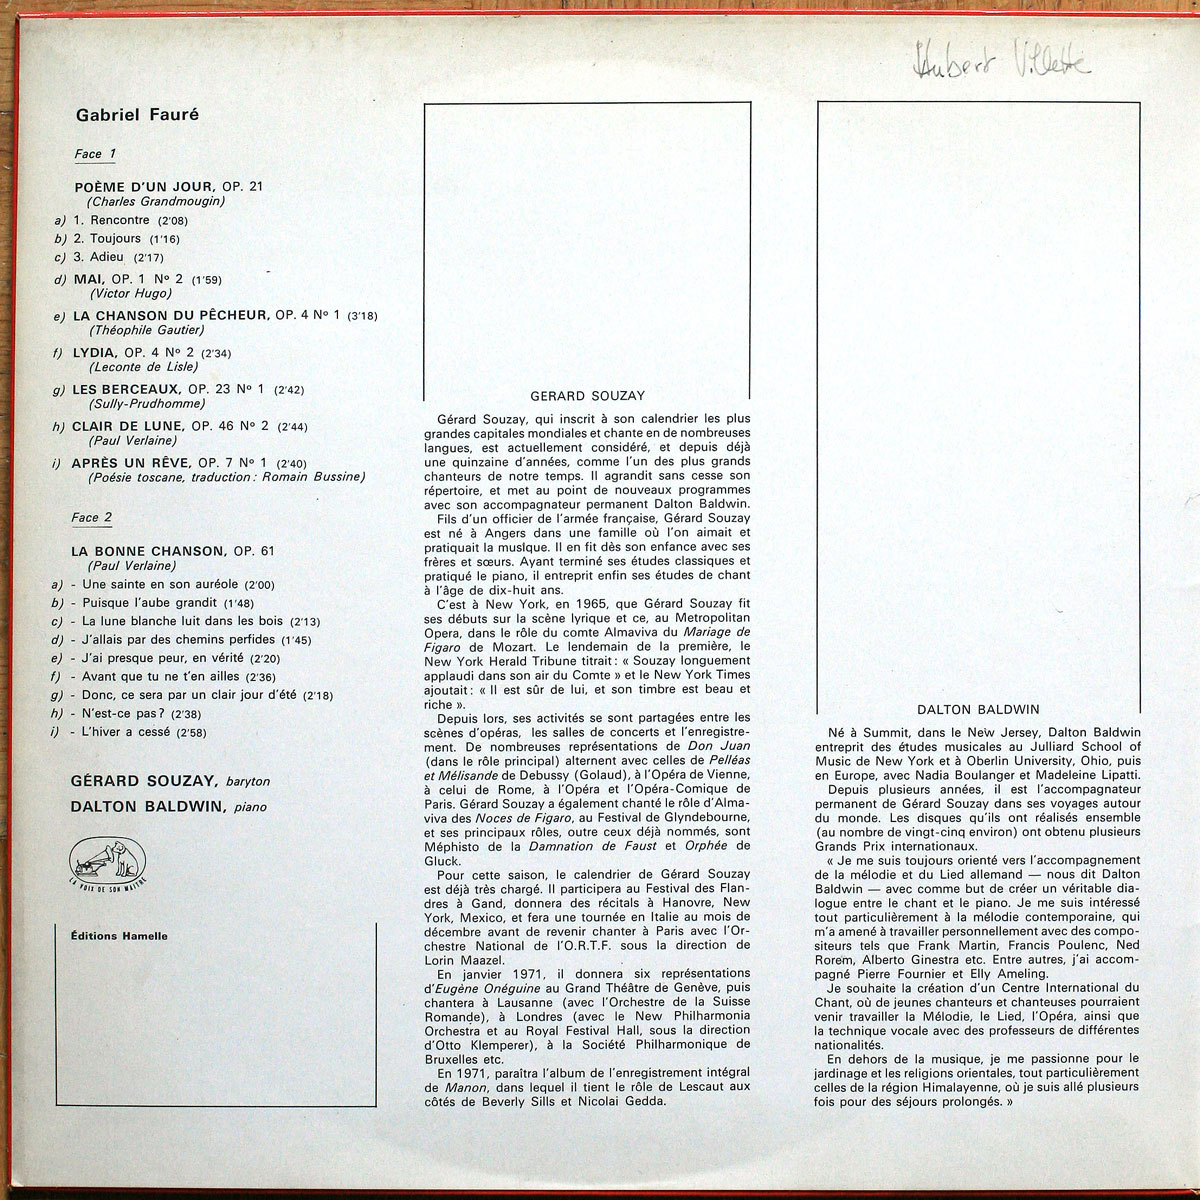 Hubert Villette
Gabriel Fauré
Face 1
POÈME D'UN JOUR, OP. 21
(Charles Grandmougin)
a) 1. Rencontre (2'08)
b) 2. Toujours (1'16)
c) 3. Adieu (2'17)
d) MAI, OP. 1 Nº 2 (1'59)
(Victor Hugo)
e) LA CHANSON DU PÊCHEUR, OP. 4 Nº 1 (3'18)
(Théophile Gautier)
f) LYDIA, OP. 4 Nº 2 (2'34)
(Leconte de Lisle)
g) LES BERCEAUX, OP. 23 Nº 1 (2'42)
(Sully-Prudhomme)
h) CLAIR DE LUNE, OP. 46 Nº 2 (2'44)
(Paul Verlaine)
i) APRÈS UN RÊVE, OP. 7 Nº 1 (2'40)
(Poésie toscane, traduction : Romain Bussine)
Face 2
LA BONNE CHANSON, OP. 61
(Paul Verlaine)
a) - Une sainte en son auréole (2'00)
b) - Puisque l'aube grandit (1'48)
c) - La lune blanche luit dans les bois (2'13)
d) - J'allais par des chemins perfides (1'45)
e) - J'ai presque peur, en vérité (2'20)
f) - Avant que tu ne t'en ailles (2'36)
g) - Donc, ce sera par un clair jour d'été (2'18)
h) - N'est-ce pas ? (2'38)
i) - L'hiver a cessé (2'58)
GÉRARD SOUZAY, baryton
DALTON BALDWIN, piano
LA VOIX DE SON MAITRE
Éditions Hamelle
GERARD SOUZAY
Gérard Souzay, qui inscrit à son calendrier les plus
grandes capitales mondiales et chante en de nombreuses
langues, est actuellement considéré, et depuis déjà
une quinzaine d'années, comme l'un des plus grands
chanteurs de notre temps. Il agrandit sans cesse son
répertoire, et met au point de nouveaux programmes
avec son accompagnateur permanent Dalton Baldwin.
Fils d'un officier de l'armée française, Gérard Souzay
est né à Angers dans une famille où l'on aimait et
pratiquait la musique. Il en fit dès son enfance avec ses
frères et sœurs. Ayant terminé ses études classiques et
pratiqué le piano, il entreprit enfin ses études de chant
à l'âge de dix-huit ans.
C'est à New York, en 1965, que Gérard Souzay fit
ses débuts sur la scène lyrique et ce, au Metropolitan
Opera, dans le rôle du comte Almaviva du Mariage de
Figaro de Mozart. Le lendemain de la première, le
New York Herald Tribune titrait : « Souzay longuement
applaudi dans son air du Comte » et le New York Times
ajoutait : « Il est sûr de lui, et son timbre est beau et
riche ».
Depuis lors, ses activités se sont partagées entre les
scènes d'opéras, les salles de concerts et l'enregistre-
ment. De nombreuses représentations de Don Juan
(dans le rôle principal) alternent avec celles de Pelléas
et Mélisande de Debussy (Golaud), à l'Opéra de Vienne,
à celui de Rome, à l'Opéra et l'Opéra-Comique de
Paris. Gérard Souzay a également chanté le rôle d'Alma-
viva des Noces de Figaro, au Festival de Glyndebourne,
et ses principaux rôles, outre ceux déjà nommés, sont
Méphisto de la Damnation de Faust et Orphée de
Gluck.
Pour cette saison, le calendrier de Gérard Souzay
est déjà très chargé. Il participera au Festival des Flan-
dres à Gand, donnera des récitals à Hanovre, New
York, Mexico, et fera une tournée en Italie au mois de
décembre avant de revenir chanter à Paris avec l'Or-
chestre National de l'O.R.T.F. sous la direction de
Lorin Maazel.
En janvier 1971, il donnera six représentations
d'Eugène Onéguine au Grand Théâtre de Genève, puis
chantera à Lausanne (avec l'Orchestre de la Suisse
Romande), à Londres (avec le New Philharmonia
Orchestra et au Royal Festival Hall, sous la direction
d'Otto Klemperer), à la Société Philharmonique de
Bruxelles etc.
En 1971, paraîtra l'album de l'enregistrement intégral
de Manon, dans lequel il tient le rôle de Lescaut aux
côtés de Beverly Sills et Nicolai Gedda.
DALTON BALDWIN
Né à Summit, dans le New Jersey, Dalton Baldwin
entreprit des études musicales au Julliard School of
Music de New York et à Oberlin University, Ohio, puis
en Europe, avec Nadia Boulanger et Madeleine Lipatti.
Depuis plusieurs années, il est l'accompagnateur
permanent de Gérard Souzay dans ses voyages autour
du monde. Les disques qu'ils ont réalisés ensemble
(au nombre de vingt-cinq environ) ont obtenu plusieurs
Grands Prix internationaux.
« Je me suis toujours orienté vers l'accompagnement
de la mélodie et du Lied allemand — nous dit Dalton
Baldwin — avec comme but de créer un véritable dia-
logue entre le chant et le piano. Je me suis intéressé
tout particulièrement à la mélodie contemporaine, qui
m'a amené à travailler personnellement avec des compo-
siteurs tels que Frank Martin, Francis Poulenc, Ned
Rorem, Alberto Ginestra etc. Entre autres, j'ai accom-
pagné Pierre Fournier et Elly Ameling.
Je souhaite la création d'un Centre International du
Chant, où de jeunes chanteurs et chanteuses pourraient
venir travailler la Mélodie, le Lied, l'Opéra, ainsi que
la technique vocale avec des professeurs de différentes
nationalités.
En dehors de la musique, je me passionne pour le
jardinage et les religions orientales, tout particulièrement
celles de la région Himalayenne, où je suis allé plusieurs
fois pour des séjours prolongés. »